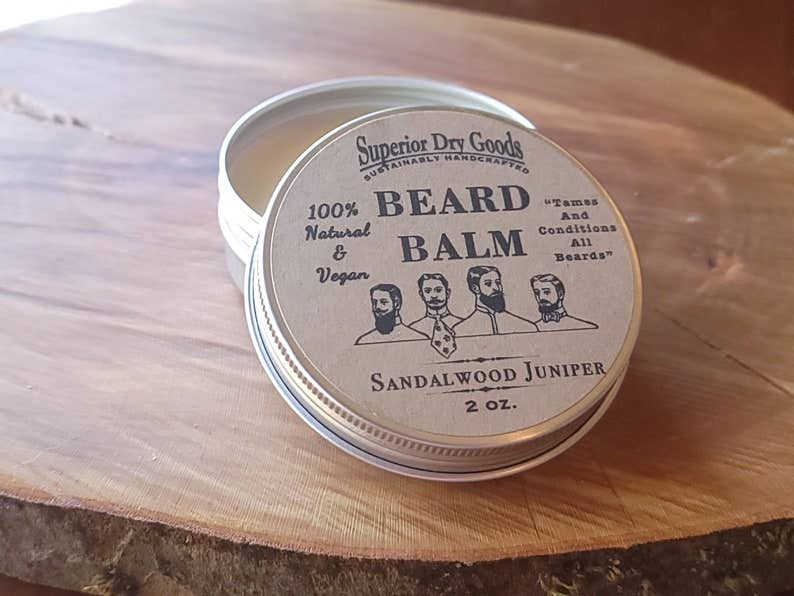 Superior Dry Goods
SUSTAINABLY HANDCRAFTED
BEARD
BALM
100%
Natural
&
Vegan
"Tames
And
Conditions
All
Beards"
SANDALWOOD JUNIPER
2 OZ.